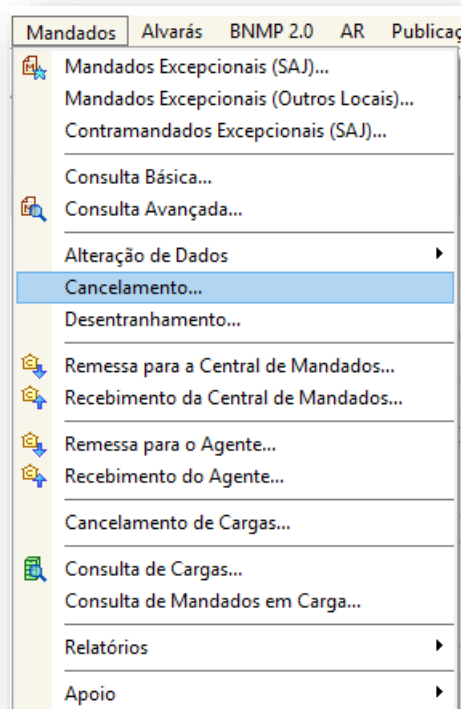 Mandados Alvarás BNMP 2.0 AR Publicaç
Mandados Excepcionais (SAJ)...
Mandados Excepcionais (Outros Locais)...
Contramandados Excepcionais (SAJ)...
Consulta Básica...
Consulta Avançada...
Alteração de Dados
Cancelamento...
Desentranhamento...
Remessa para a Central de Mandados...
Recebimento da Central de Mandados...
Remessa para o Agente...
Recebimento do Agente...
Cancelamento de Cargas...
Consulta de Cargas...
Consulta de Mandados em Carga...
Relatórios
Apoio